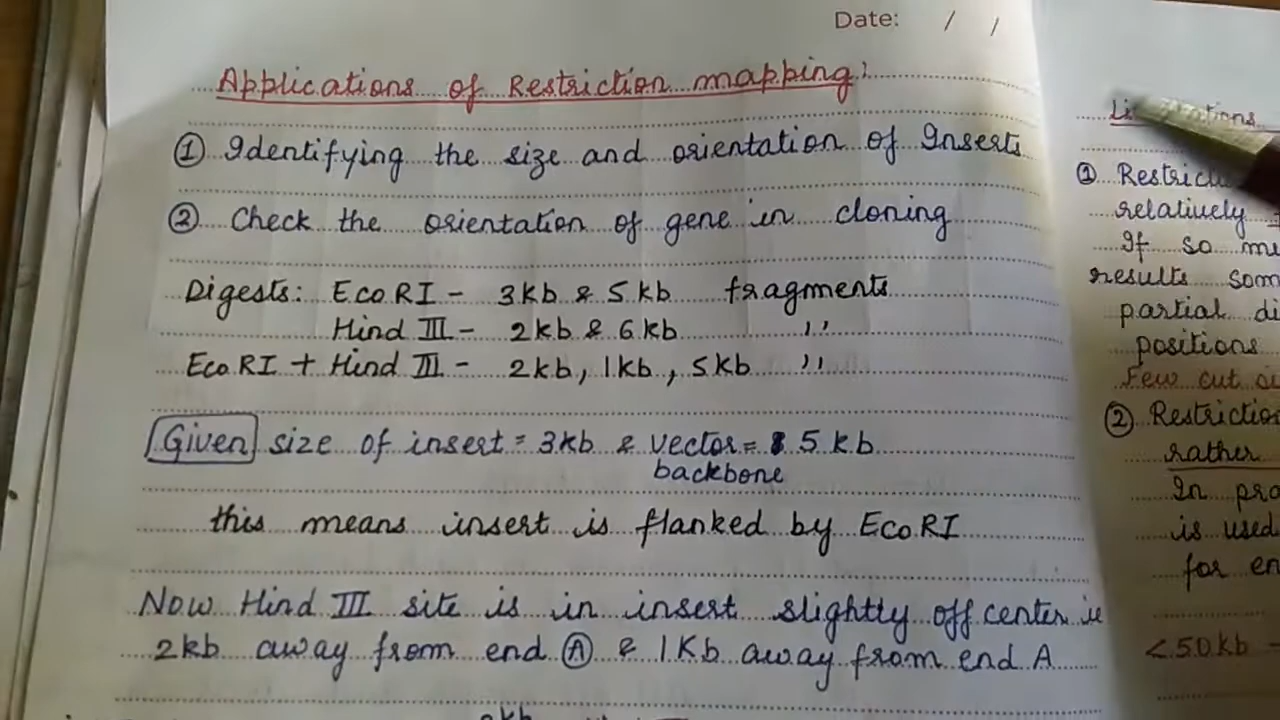 Date: / /
Applications of Restriction mapping:
① Identifying the size and orientation of Inserts
② Check the orientation of gene in cloning
Digests: EcoRI - 3kb & 5kb fragments
Hind III - 2kb & 6kb ,,
EcoRI + Hind III - 2kb, 1kb, 5kb ,,
Given size of insert = 3kb & vector = 5kb
backbone
this means insert is flanked by EcoRI
Now Hind III site is in insert slightly off center ie
2kb away from end Ⓐ & 1Kb away from end A
①
relatively
If so
results
partial
positions
Few cut
② Restriction
rather
In
is used
for
<50kb